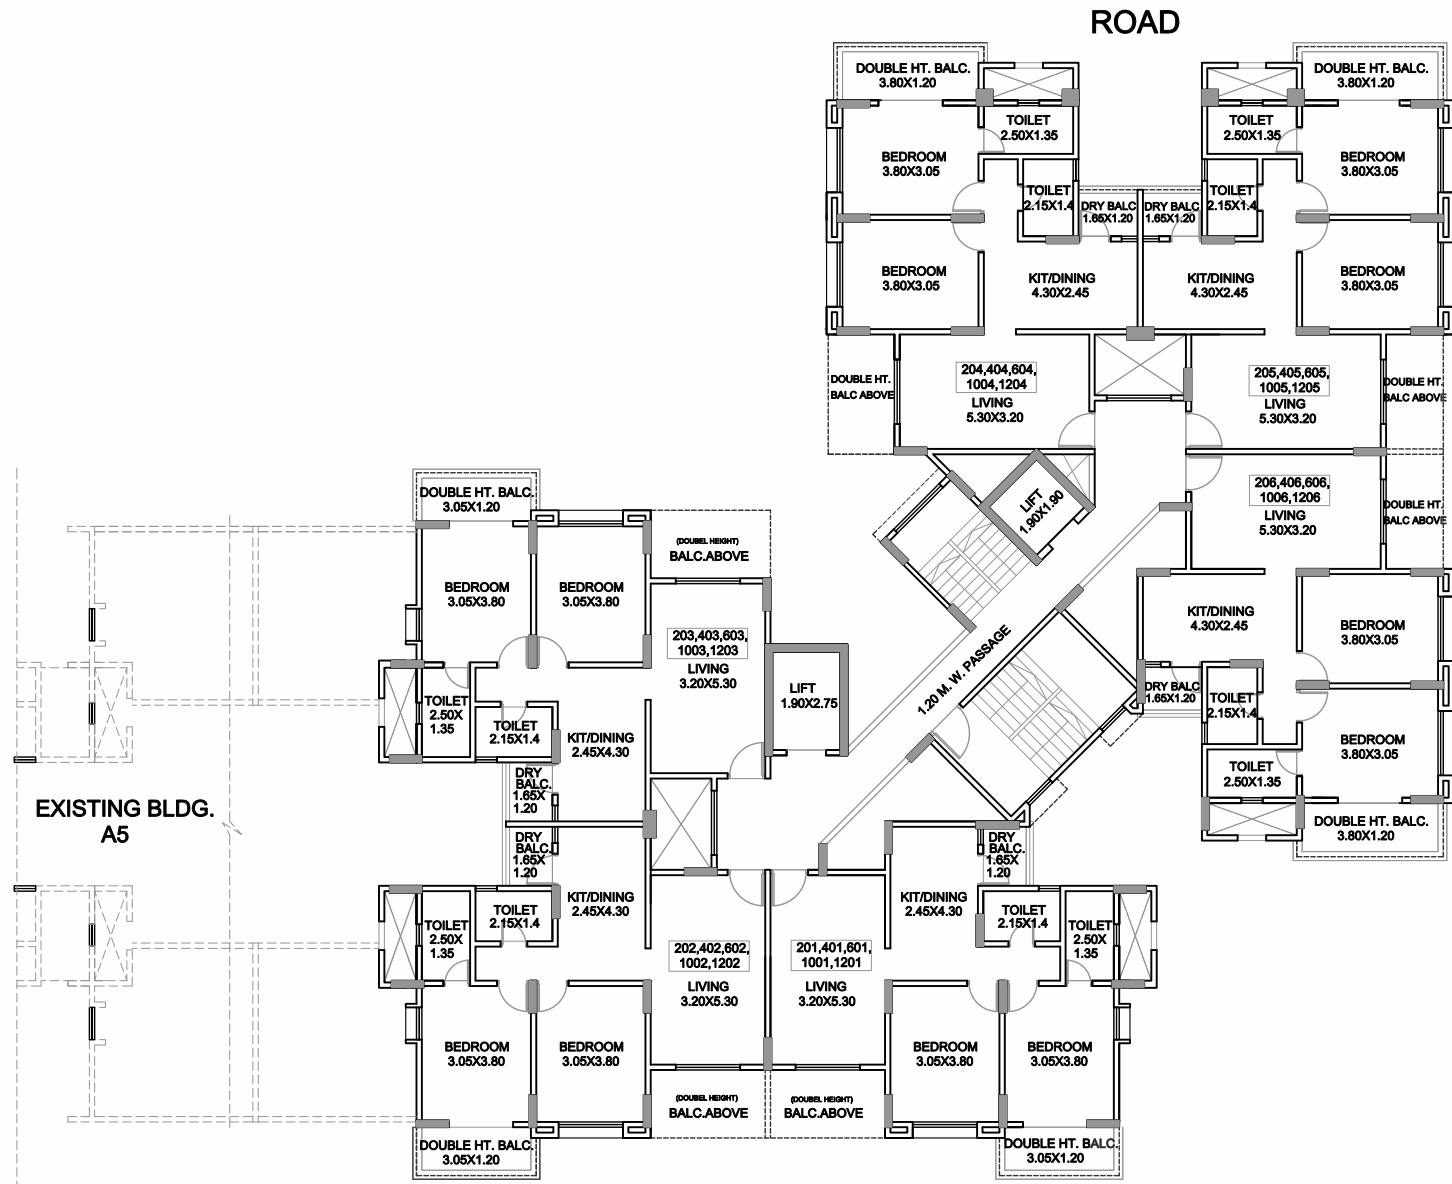 ROAD
DOUBLE HT. BALC.
3.80X1.20
TOILET
2.50X1.35
BEDROOM
3.80X3.05
TOILET
2.15X1.4
DRY BALC
1.65X1.20
BEDROOM
3.80X3.05
KIT/DINING
4.30X2.45
DOUBLE HT.
BALC ABOVE
204,404,604,
1004,1204
LIVING
5.30X3.20
DOUBLE HT. BALC.
3.80X1.20
TOILET
2.50X1.35
BEDROOM
3.80X3.05
TOILET
2.15X1.4
DRY BALC
1.65X1.20
KIT/DINING
4.30X2.45
BEDROOM
3.80X3.05
205,405,605,
1005,1205
LIVING
5.30X3.20
DOUBLE HT.
BALC ABOVE
206,406,606,
1006,1206
LIVING
5.30X3.20
DOUBLE HT.
BALC ABOVE
LIFT
1.90X1.90
KIT/DINING
4.30X2.45
BEDROOM
3.80X3.05
DRY BALC
1.65X1.20
TOILET
2.15X1.4
BEDROOM
3.80X3.05
TOILET
2.50X1.35
DOUBLE HT. BALC.
3.80X1.20
1.20 M. W. PASSAGE
DOUBLE HT. BALC.
3.05X1.20
(DOUBEL HEIGHT)
BALC.ABOVE
BEDROOM
3.05X3.80
BEDROOM
3.05X3.80
203,403,603,
1003,1203
LIVING
3.20X5.30
LIFT
1.90X2.75
TOILET
2.50X
1.35
TOILET
2.15X1.4
KIT/DINING
2.45X4.30
DRY
BALC.
1.65X
1.20
EXISTING BLDG.
A5
DRY
BALC.
1.65X
1.20
KIT/DINING
2.45X4.30
TOILET
2.50X
1.35
TOILET
2.15X1.4
202,402,602,
1002,1202
LIVING
3.20X5.30
BEDROOM
3.05X3.80
BEDROOM
3.05X3.80
(DOUBEL HEIGHT)
BALC.ABOVE
DOUBLE HT. BALC.
3.05X1.20
DRY
BALC.
1.65X
1.20
KIT/DINING
2.45X4.30
TOILET
2.15X1.4
TOILET
2.50X
1.35
201,401,601,
1001,1201
LIVING
3.20X5.30
BEDROOM
3.05X3.80
BEDROOM
3.05X3.80
(DOUBEL HEIGHT)
BALC.ABOVE
DOUBLE HT. BALC.
3.05X1.20